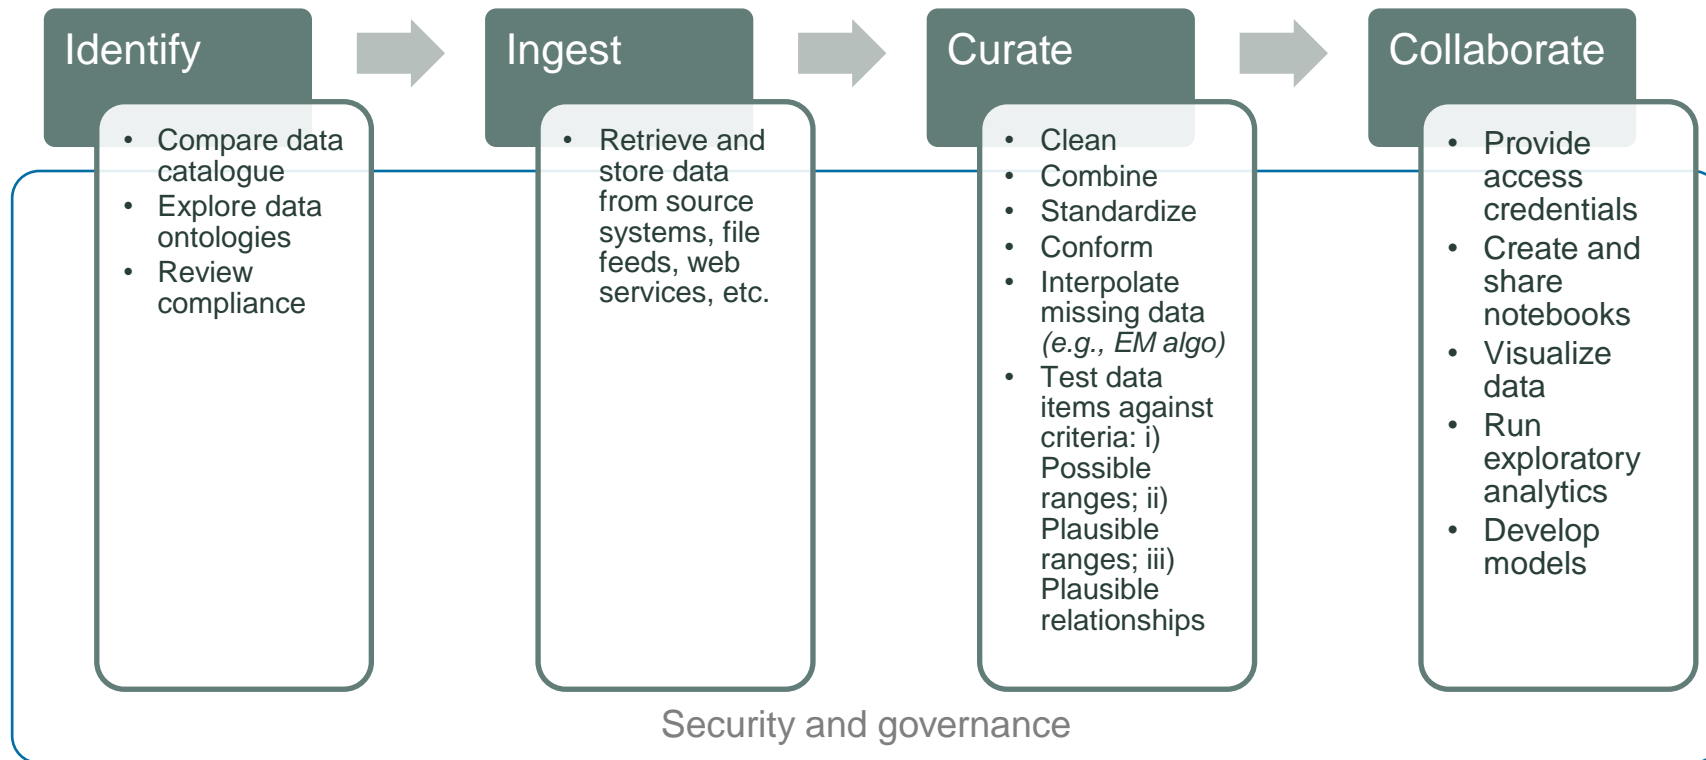 Identify
Compare data
catalogue
Explore data
ontologies
Review
compliance
Ingest
Retrieve and
store data
from source
systems, file
feeds, web
services, etc.
Curate
Clean
Combine
Standardize
Conform
Interpolate
missing data
(e.g., EM algo)
Test data
items against
criteria: i)
Possible
ranges; ii)
Plausible
ranges; iii)
Plausible
relationships
Collaborate
Provide
access
credentials
Create and
share
notebooks
Visualize
data
Run
exploratory
analytics
Develop
models
Security and governance